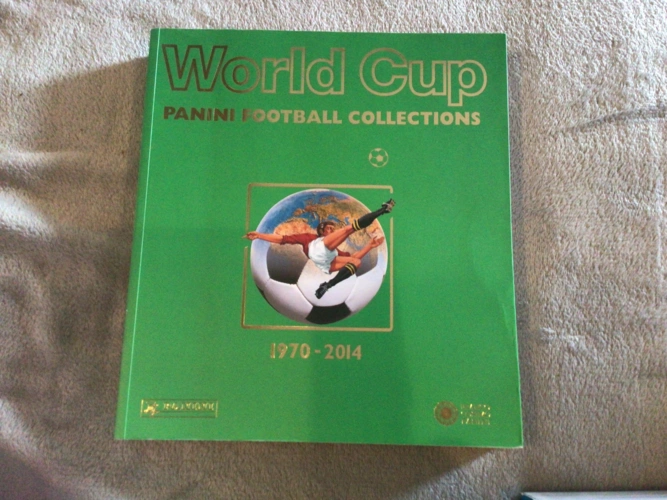 World Cup
PANINI FOOTBALL COLLECTIONS
1970-2014